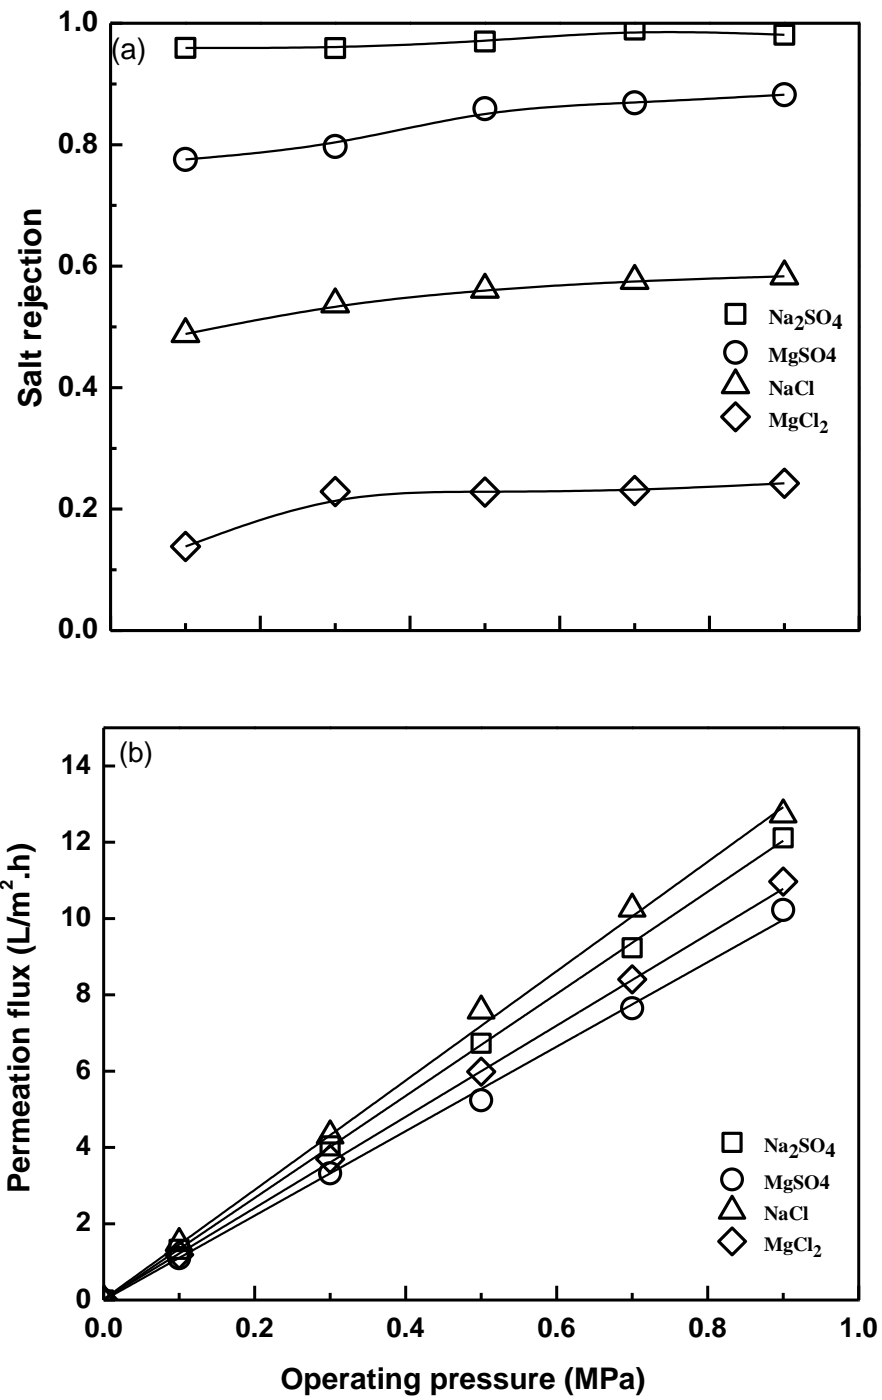 (a)
1.0
0.8
0.6
0.4
0.2
0.0
Salt rejection
Na₂SO₄
MgSO4
NaCl
MgCl₂
(b)
14
12
10
8
6
4
2
0
Permeation flux (L/m².h)
Na₂SO₄
MgSO4
NaCl
MgCl₂
0.0 0.2 0.4 0.6 0.8 1.0
Operating pressure (MPa)